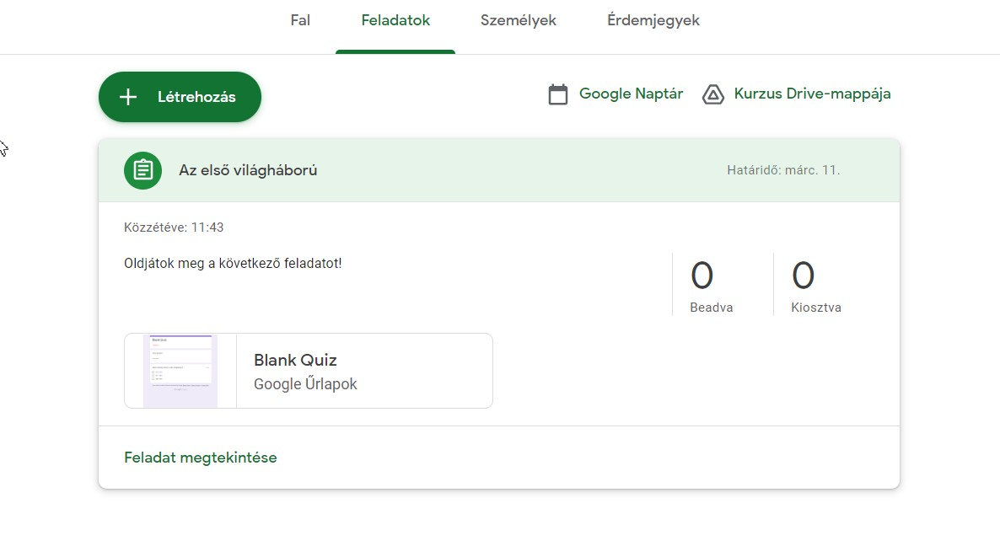 Fal
Feladatok
Személyek
Érdemjegyek
Létrehozás
Google Naptár
Kurzus Drive-mappája
Az első világháború
Határidő: márc. 11.
Közzétéve: 11:43
Oldjátok meg a következő feladatot!
0
Beadva
0
Kiosztva
Blank Quiz
Google Űrlapok
Feladat megtekintése